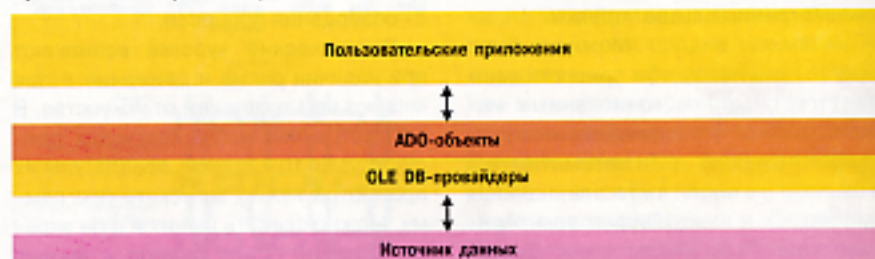 Пользовательские приложения
ADO-объекты
OLE DB-провайдеры
Источник данных